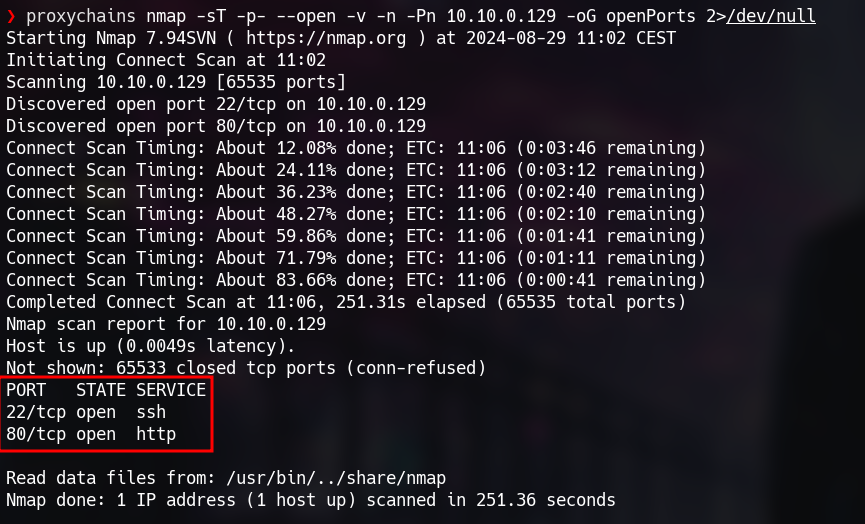 ❯ proxychains nmap -sT -p- --open -v -n -Pn 10.10.0.129 -oG openPorts 2>/dev/null
Starting Nmap 7.94SVN ( https://nmap.org ) at 2024-08-29 11:02 CEST
Initiating Connect Scan at 11:02
Scanning 10.10.0.129 [65535 ports]
Discovered open port 22/tcp on 10.10.0.129
Discovered open port 80/tcp on 10.10.0.129
Connect Scan Timing: About 12.08% done; ETC: 11:06 (0:03:46 remaining)
Connect Scan Timing: About 24.11% done; ETC: 11:06 (0:03:12 remaining)
Connect Scan Timing: About 36.23% done; ETC: 11:06 (0:02:40 remaining)
Connect Scan Timing: About 48.27% done; ETC: 11:06 (0:02:10 remaining)
Connect Scan Timing: About 59.86% done; ETC: 11:06 (0:01:41 remaining)
Connect Scan Timing: About 71.79% done; ETC: 11:06 (0:01:11 remaining)
Connect Scan Timing: About 83.66% done; ETC: 11:06 (0:00:41 remaining)
Completed Connect Scan at 11:06, 251.31s elapsed (65535 total ports)
Nmap scan report for 10.10.0.129
Host is up (0.0049s latency).
Not shown: 65533 closed tcp ports (conn-refused)
PORT   STATE SERVICE
22/tcp open  ssh
80/tcp open  http
Read data files from: /usr/bin/../share/nmap
Nmap done: 1 IP address (1 host up) scanned in 251.36 seconds